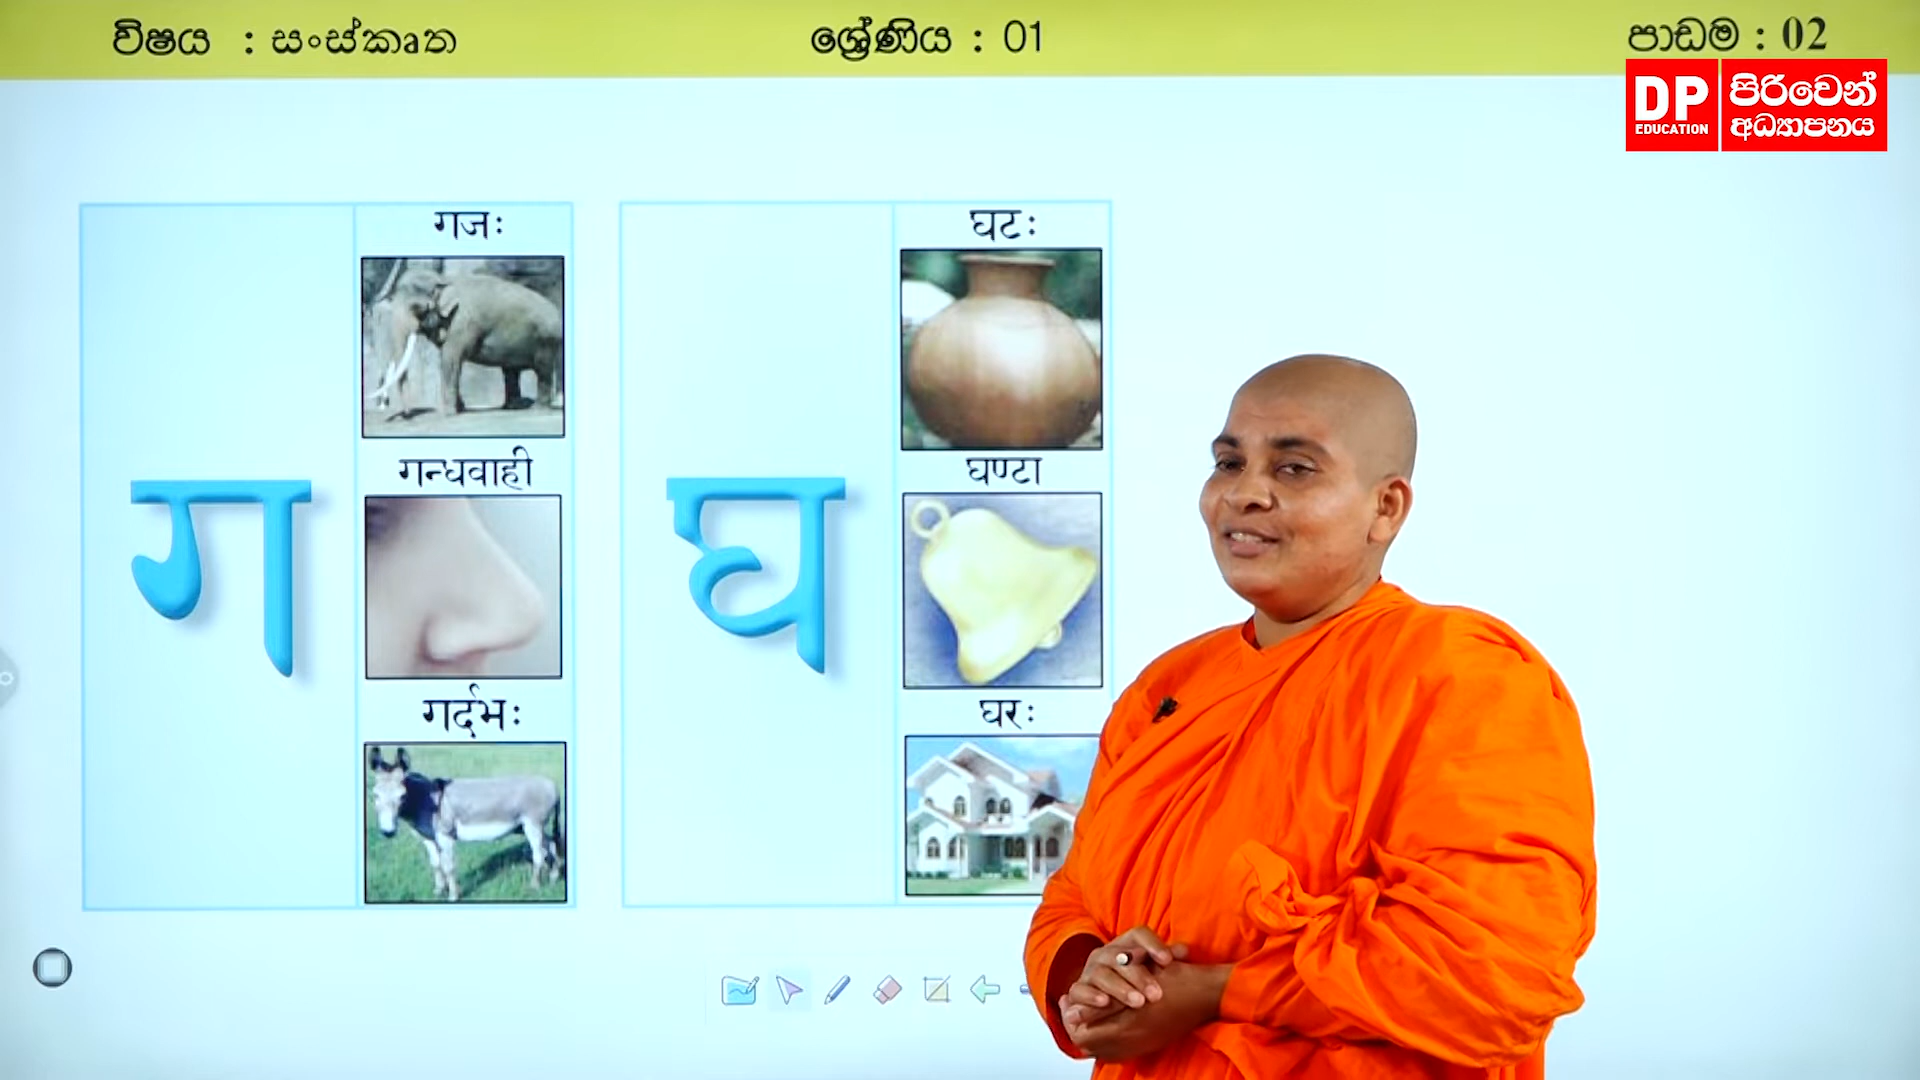 විෂය : සංස්කෘත
ශ්‍රේණිය : 01
පාඩම : 02
DP
EDUCATION
පිරිවෙන්
අධ්‍යාපනය
ग
गजः
गन्धवाही
गर्दभः
घ
घटः
घण्टा
घरः